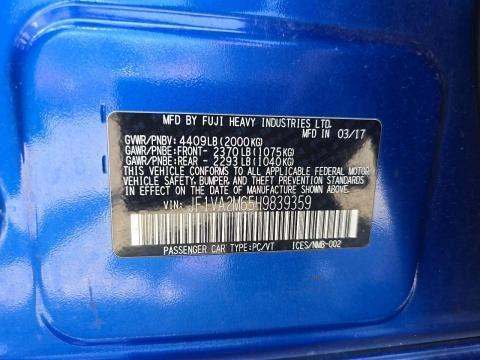 MFD BY FUJI HEAVY INDUSTRIES LTD.
GVWR/PNBV: 4409LB(2000KG) MFD IN 03/17
GAWR/PNBE:FRONT- 2370LB(1075KG)
GAWR/PNBE:REAR - 2293LB(1040KG)
THIS VEHICLE CONFORMS TO ALL APPLICABLE FEDERAL MOTOR
VEHICLE SAFETY, BUMPER, AND THEFT PREVENTION STANDARDS
IN EFFECT ON THE DATE OF MANUFACTURE SHOWN ABOVE.
VIN: JF1VA2M65H9839359
PASSENGER CAR TYPE:PC/VT ICES/NMB-002